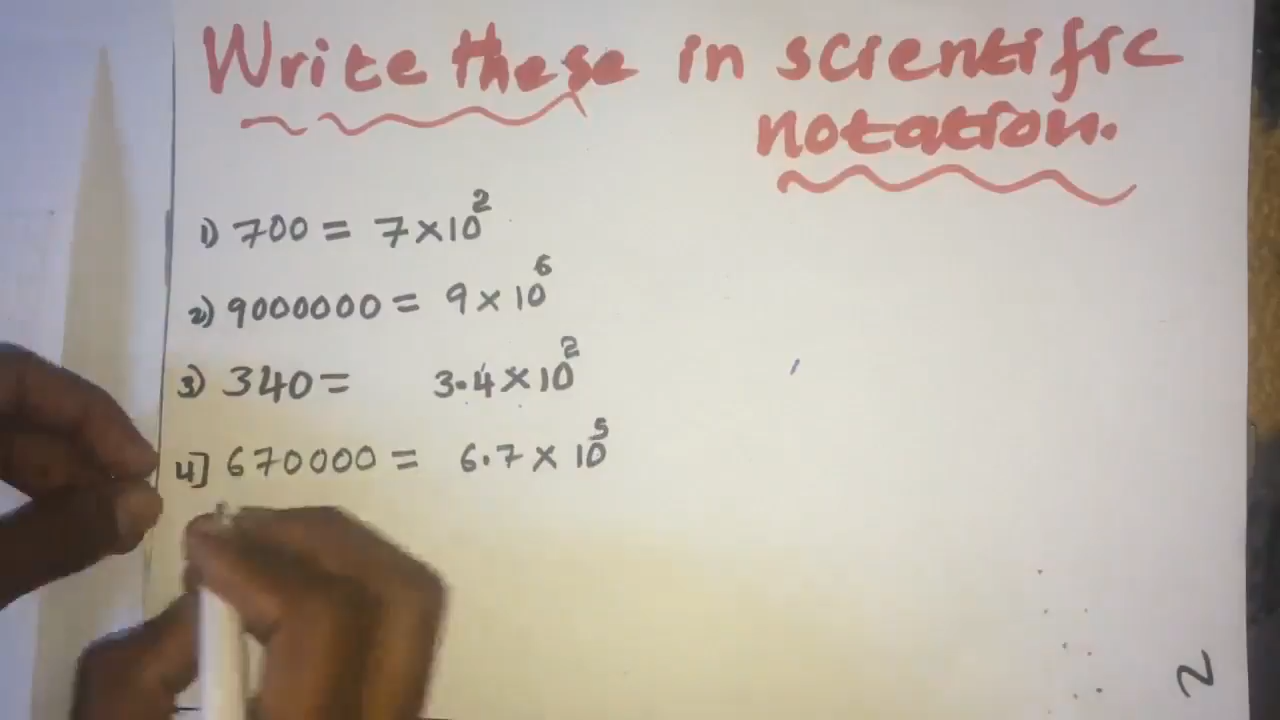 Write these in scientific
notation.
1) 700 = 7×10²
2) 9000000 = 9 × 10⁶
3) 340 = 3.4×10²
4] 670000 = 6.7 × 10⁵
2